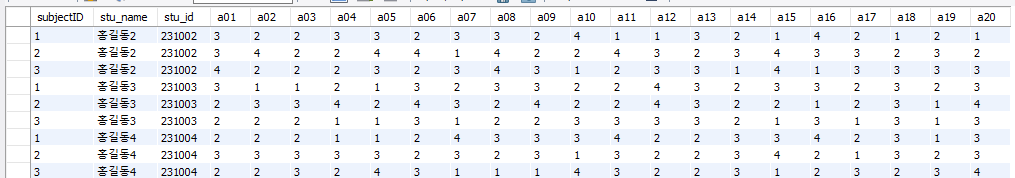 subjectID stu_name stu_id a01 a02 a03 a04 a05 a06 a07 a08 a09 a10 a11 a12 a13 a14 a15 a16 a17 a18 a19 a20
1 홍길동2 231002 3 2 2 3 3 2 3 3 2 4 1 1 3 2 1 4 2 1 2 1
2 홍길동2 231002 3 4 2 2 4 4 1 4 2 2 4 3 2 3 4 3 3 2 3 2
3 홍길동2 231002 4 2 2 2 3 2 3 4 3 1 2 3 3 1 4 1 3 3 3 3
1 홍길동3 231003 3 1 1 2 1 3 2 3 3 2 2 4 3 2 3 3 2 3 2 3
2 홍길동3 231003 2 3 3 4 2 4 3 2 4 2 2 4 3 2 2 1 2 3 1 4
3 홍길동3 231003 2 2 2 1 1 3 1 2 2 3 3 3 3 2 1 3 1 3 1 3
1 홍길동4 231004 2 2 2 1 1 2 4 3 3 3 4 2 2 3 3 4 2 3 1 3
2 홍길동4 231004 3 3 3 3 3 2 3 2 3 1 3 2 2 3 4 2 1 3 2 3
3 홍길동4 231004 2 2 3 2 4 3 1 1 1 4 3 2 2 3 1 3 2 3 3 4